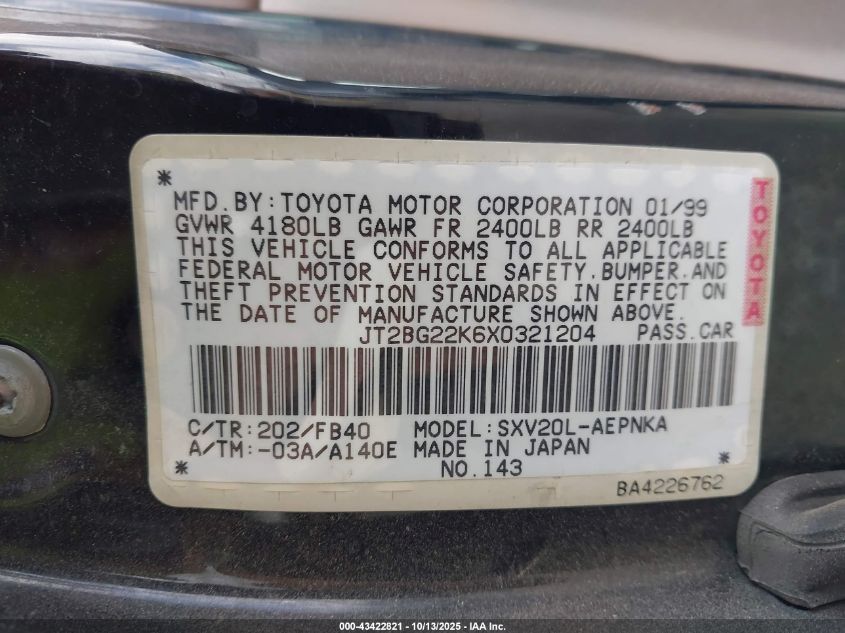 *
MFD.BY:TOYOTA MOTOR CORPORATION 01/99
GVWR 4180LB GAWR FR 2400LB RR 2400LB
THIS VEHICLE CONFORMS TO ALL APPLICABLE
FEDERAL MOTOR VEHICLE SAFETY,BUMPER,AND
THEFT PREVENTION STANDARDS IN EFFECT ON
THE DATE OF MANUFACTURE SHOWN ABOVE.
JT2BG22K6X0321204 PASS.CAR
TOYOTA
C/TR:202/FB40 MODEL:SXV20L-AEPNKA
A/TM:-03A/A140E MADE IN JAPAN
* NO.143 *
BA4226762
000-43422821 - 10/13/2025 - IAA Inc.